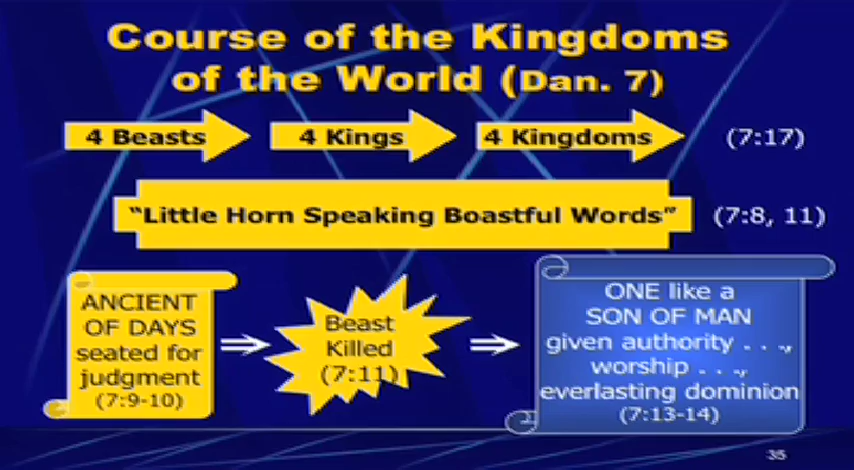 Course of the Kingdoms
of the World (Dan. 7)
4 Beasts 4 Kings 4 Kingdoms (7:17)
“Little Horn Speaking Boastful Words” (7:8, 11)
ANCIENT
OF DAYS
seated for
judgment
(7:9-10)
Beast
Killed
(7:11)
ONE like a
SON OF MAN
given authority . . .,
worship . . .,
everlasting dominion
(7:13-14)
35